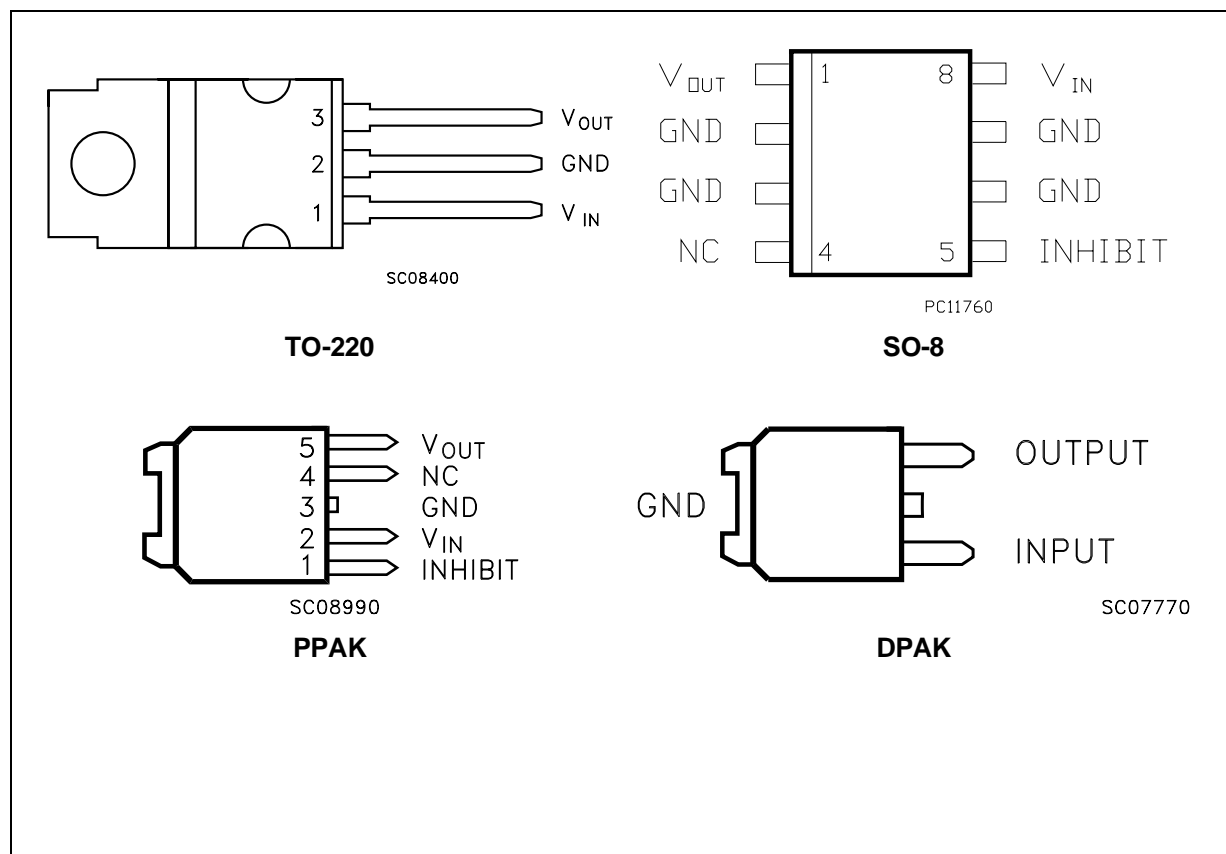 3 VOUT
2 GND
1 VIN
SC08400
TO-220
VOUT 1 8 VIN
GND GND
GND GND
NC 4 5 INHIBIT
PC11760
SO-8
5 VOUT
4 NC
3 GND
2 VIN
1 INHIBIT
SC08990
PPAK
OUTPUT
GND
INPUT
SC07770
DPAK